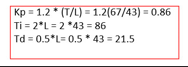 Kp = 1.2 * (T/L) = 1.2(67/43) = 0.86
Ti = 2*L = 2 *43 = 86
Td = 0.5*L= 0.5 * 43 = 21.5